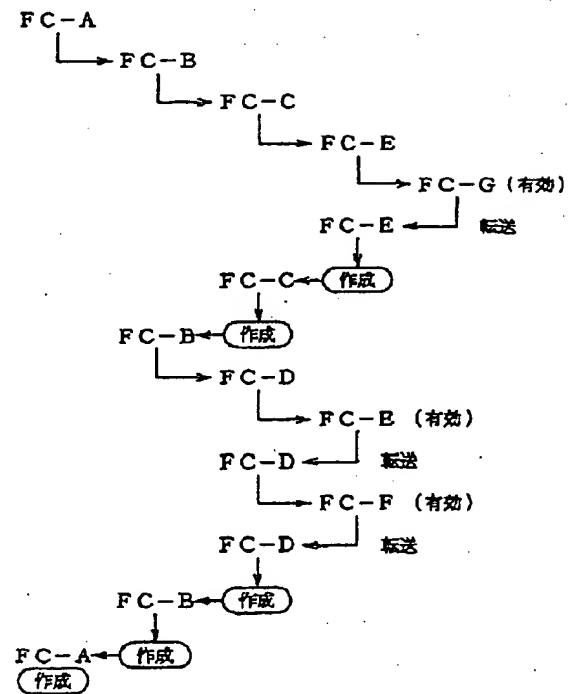 FC-A
FC-B
FC-C
FC-E
FC-G (有効)
FC-E 転送
FC-C 作成
FC-B 作成
FC-D
FC-E (有効)
FC-D 転送
FC-F (有効)
FC-D 転送
FC-B 作成
FC-A 作成
作成